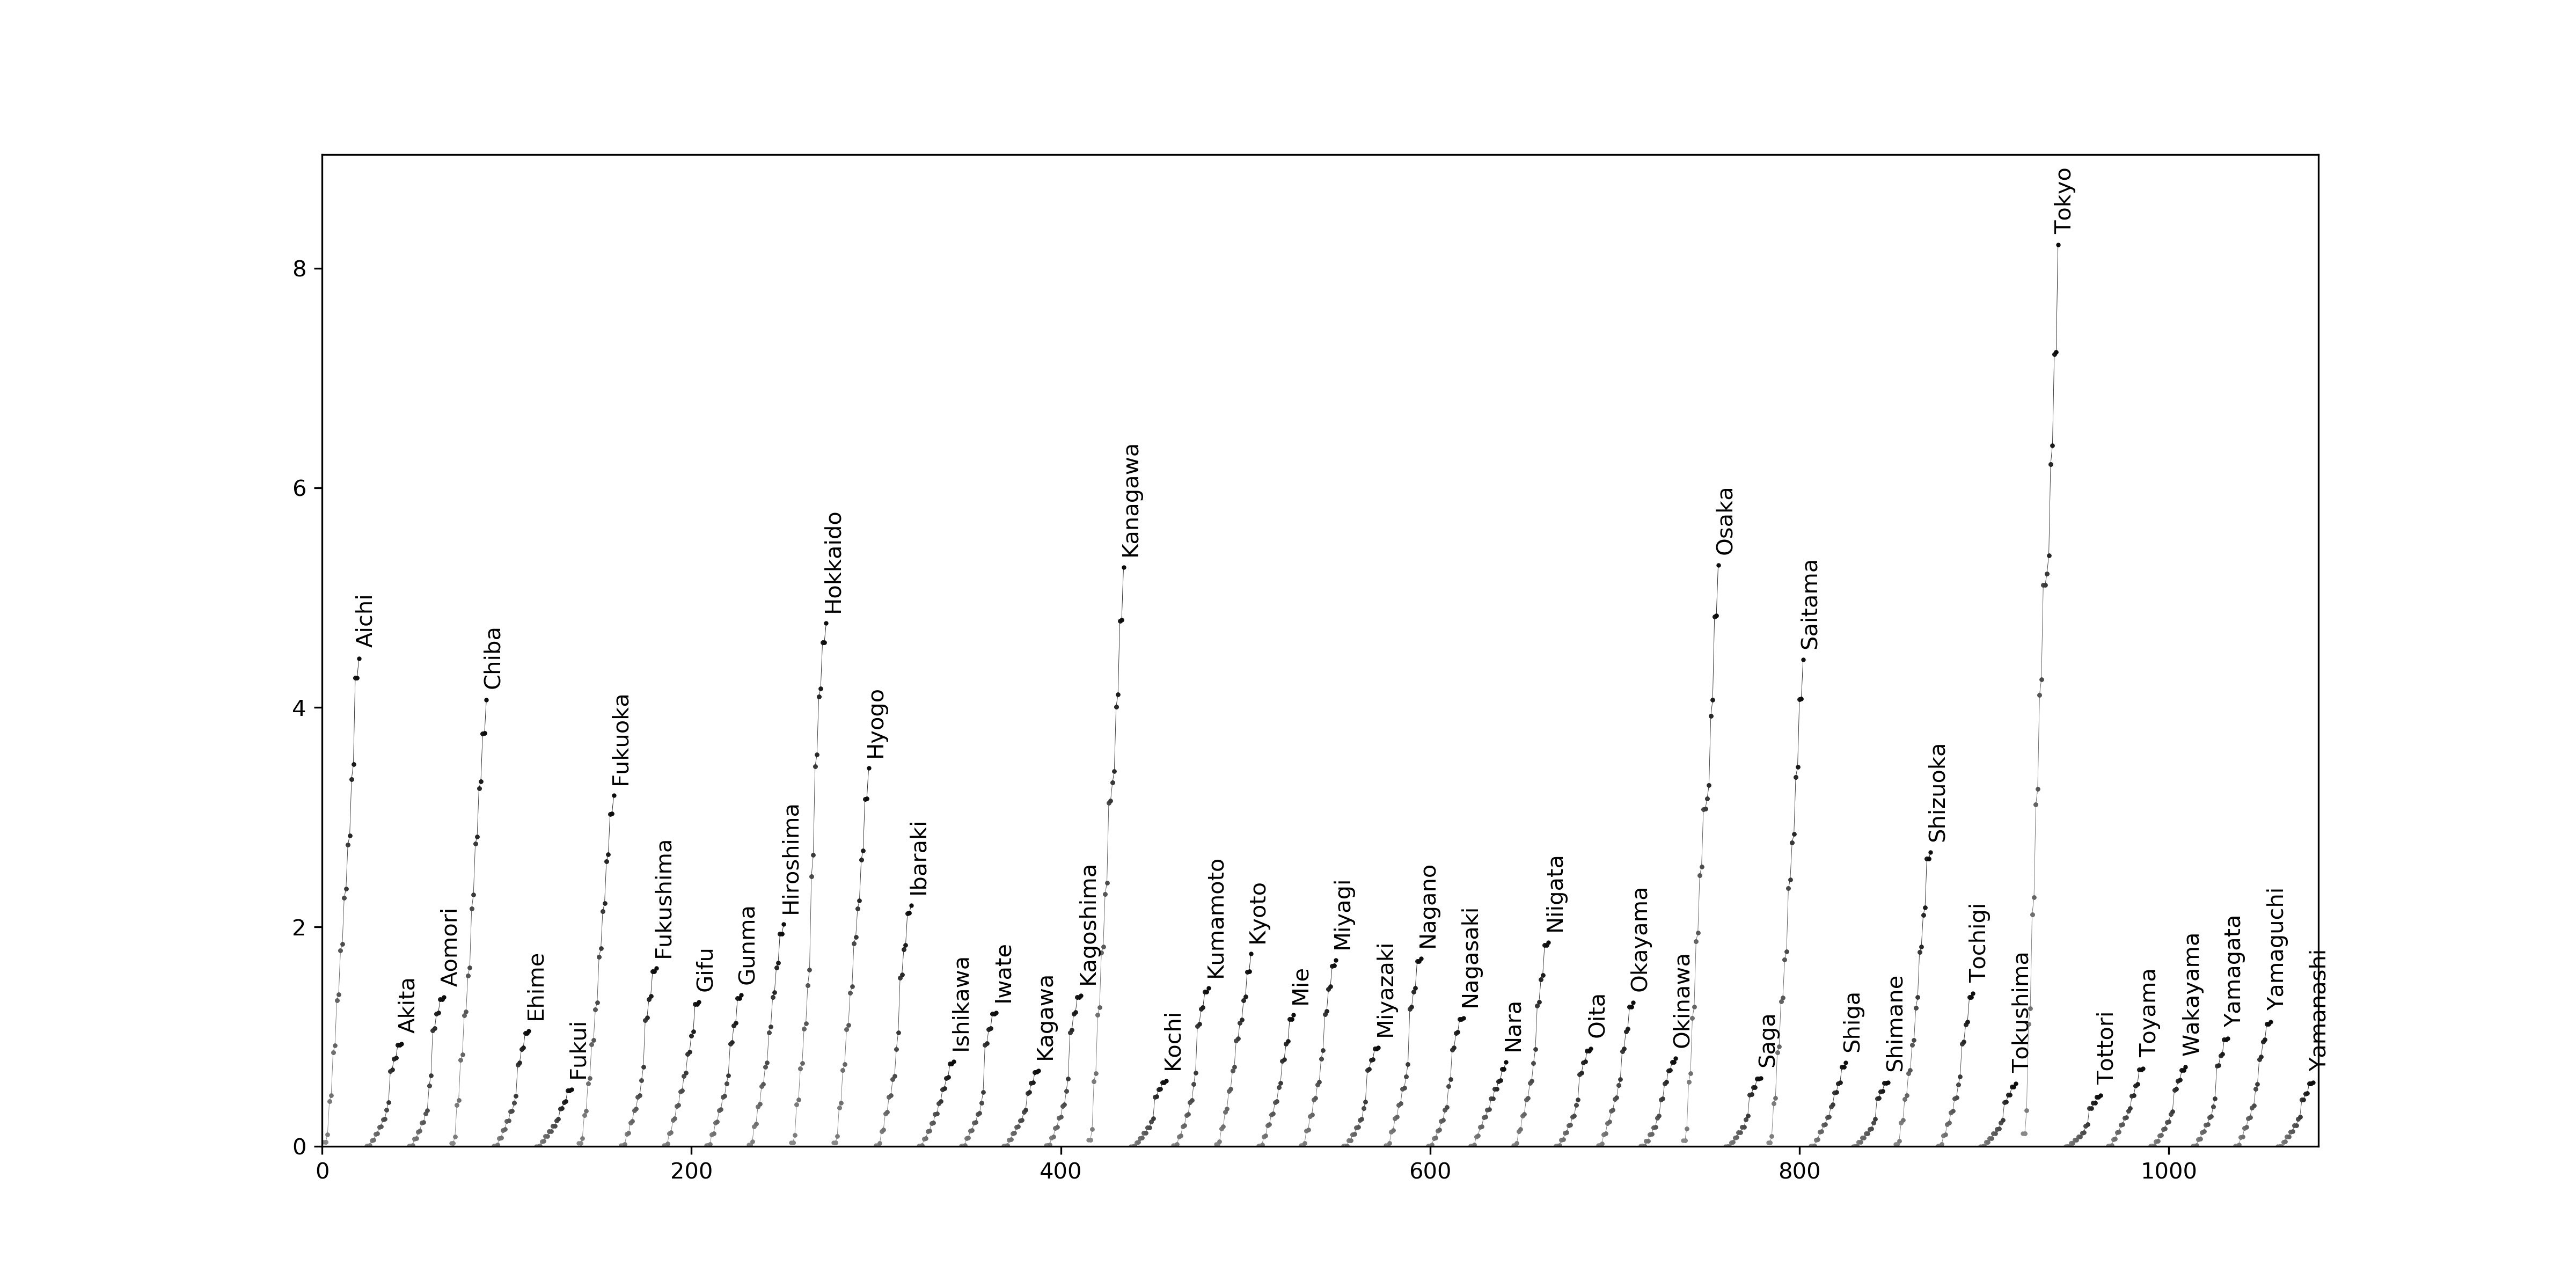 Tokyo
8
6
4
2
0
Kanagawa
Osaka
Hokkaido
Saitama
Aichi
Chiba
Hyogo
Fukuoka
Shizuoka
Ibaraki
Hiroshima
Fukushima
Niigata
Kumamoto
Kagoshima
Nagano
Miyagi
Kyoto
Okayama
Yamaguchi
Tochigi
Gunma
Aomori
Nagasaki
Yamagata
Wakayama
Miyazaki
Iwate
Gifu
Okinawa
Tokushima
Yamanashi
Ehime
Ishikawa
Mie
Toyama
Akita
Kagawa
Shimane
Shiga
Oita
Nara
Kochi
Tottori
Saga
Fukui
0
200
400
600
800
1000